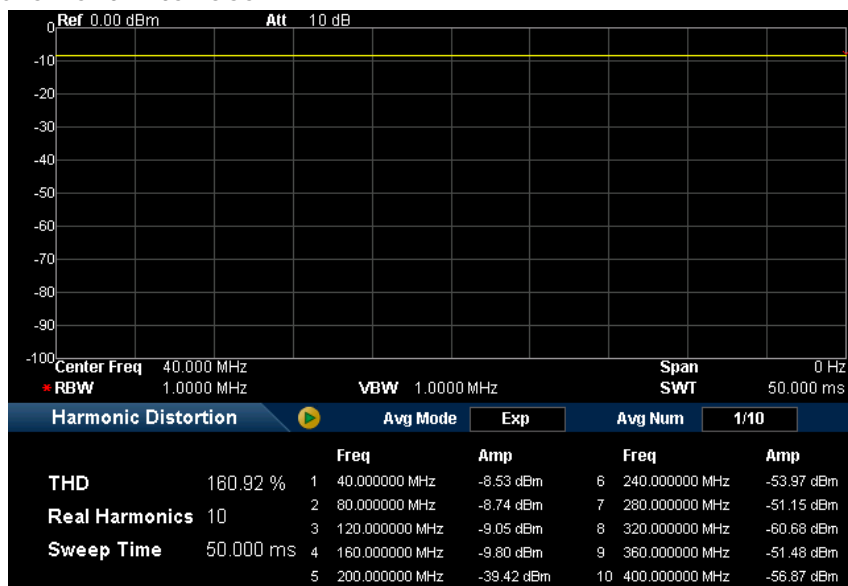 Ref 0.00 dBm Att 10 dB
0
-10
-20
-30
-40
-50
-60
-70
-80
-90
-100
Center Freq 40.000 MHz Span 0 Hz
* RBW 1.0000 MHz VBW 1.0000 MHz SWT 50.000 ms
Harmonic Distortion Avg Mode Exp Avg Num 1/10
Freq Amp Freq Amp
THD 160.92 % 1 40.000000 MHz -8.53 dBm 6 240.000000 MHz -53.97 dBm
2 80.000000 MHz -8.74 dBm 7 280.000000 MHz -51.15 dBm
Real Harmonics 10
3 120.000000 MHz -9.05 dBm 8 320.000000 MHz -60.68 dBm
Sweep Time 50.000 ms 4 160.000000 MHz -9.80 dBm 9 360.000000 MHz -51.48 dBm
5 200.000000 MHz -39.42 dBm 10 400.000000 MHz -56.87 dBm